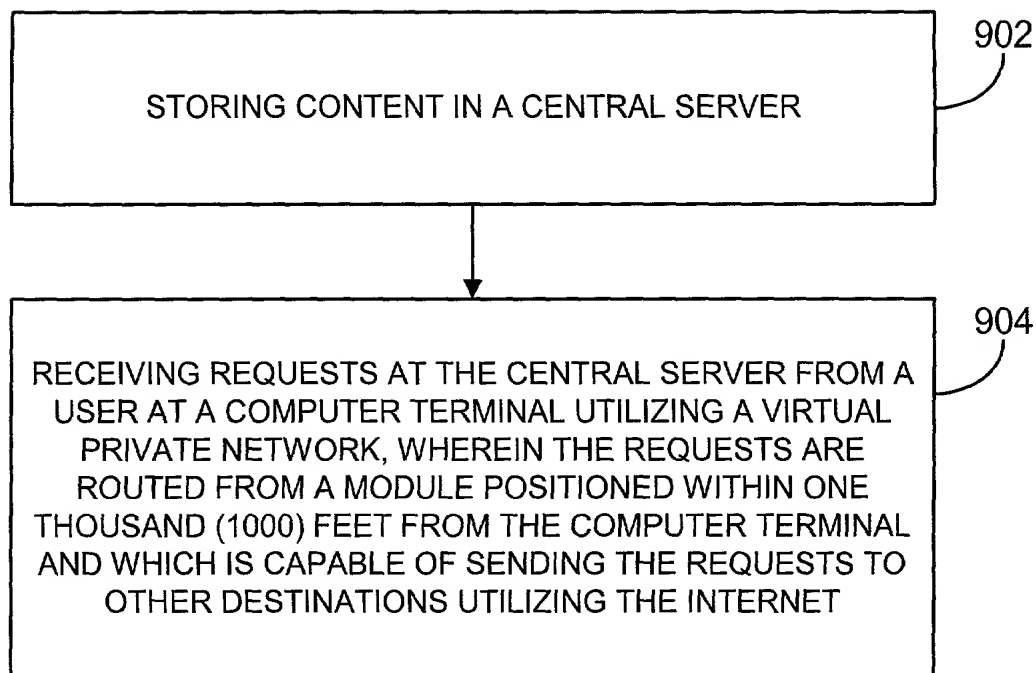 902
STORING CONTENT IN A CENTRAL SERVER
904
RECEIVING REQUESTS AT THE CENTRAL SERVER FROM A
USER AT A COMPUTER TERMINAL UTILIZING A VIRTUAL
PRIVATE NETWORK, WHEREIN THE REQUESTS ARE
ROUTED FROM A MODULE POSITIONED WITHIN ONE
THOUSAND (1000) FEET FROM THE COMPUTER TERMINAL
AND WHICH IS CAPABLE OF SENDING THE REQUESTS TO
OTHER DESTINATIONS UTILIZING THE INTERNET